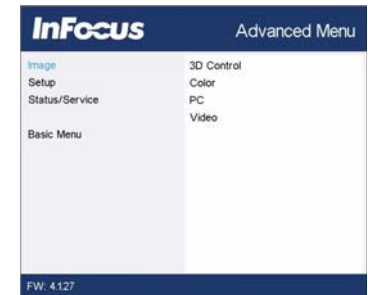 InFocus
Advanced Menu
Image
Setup
Status/Service
Basic Menu
3D Control
Color
PC
Video
FW: 4.127